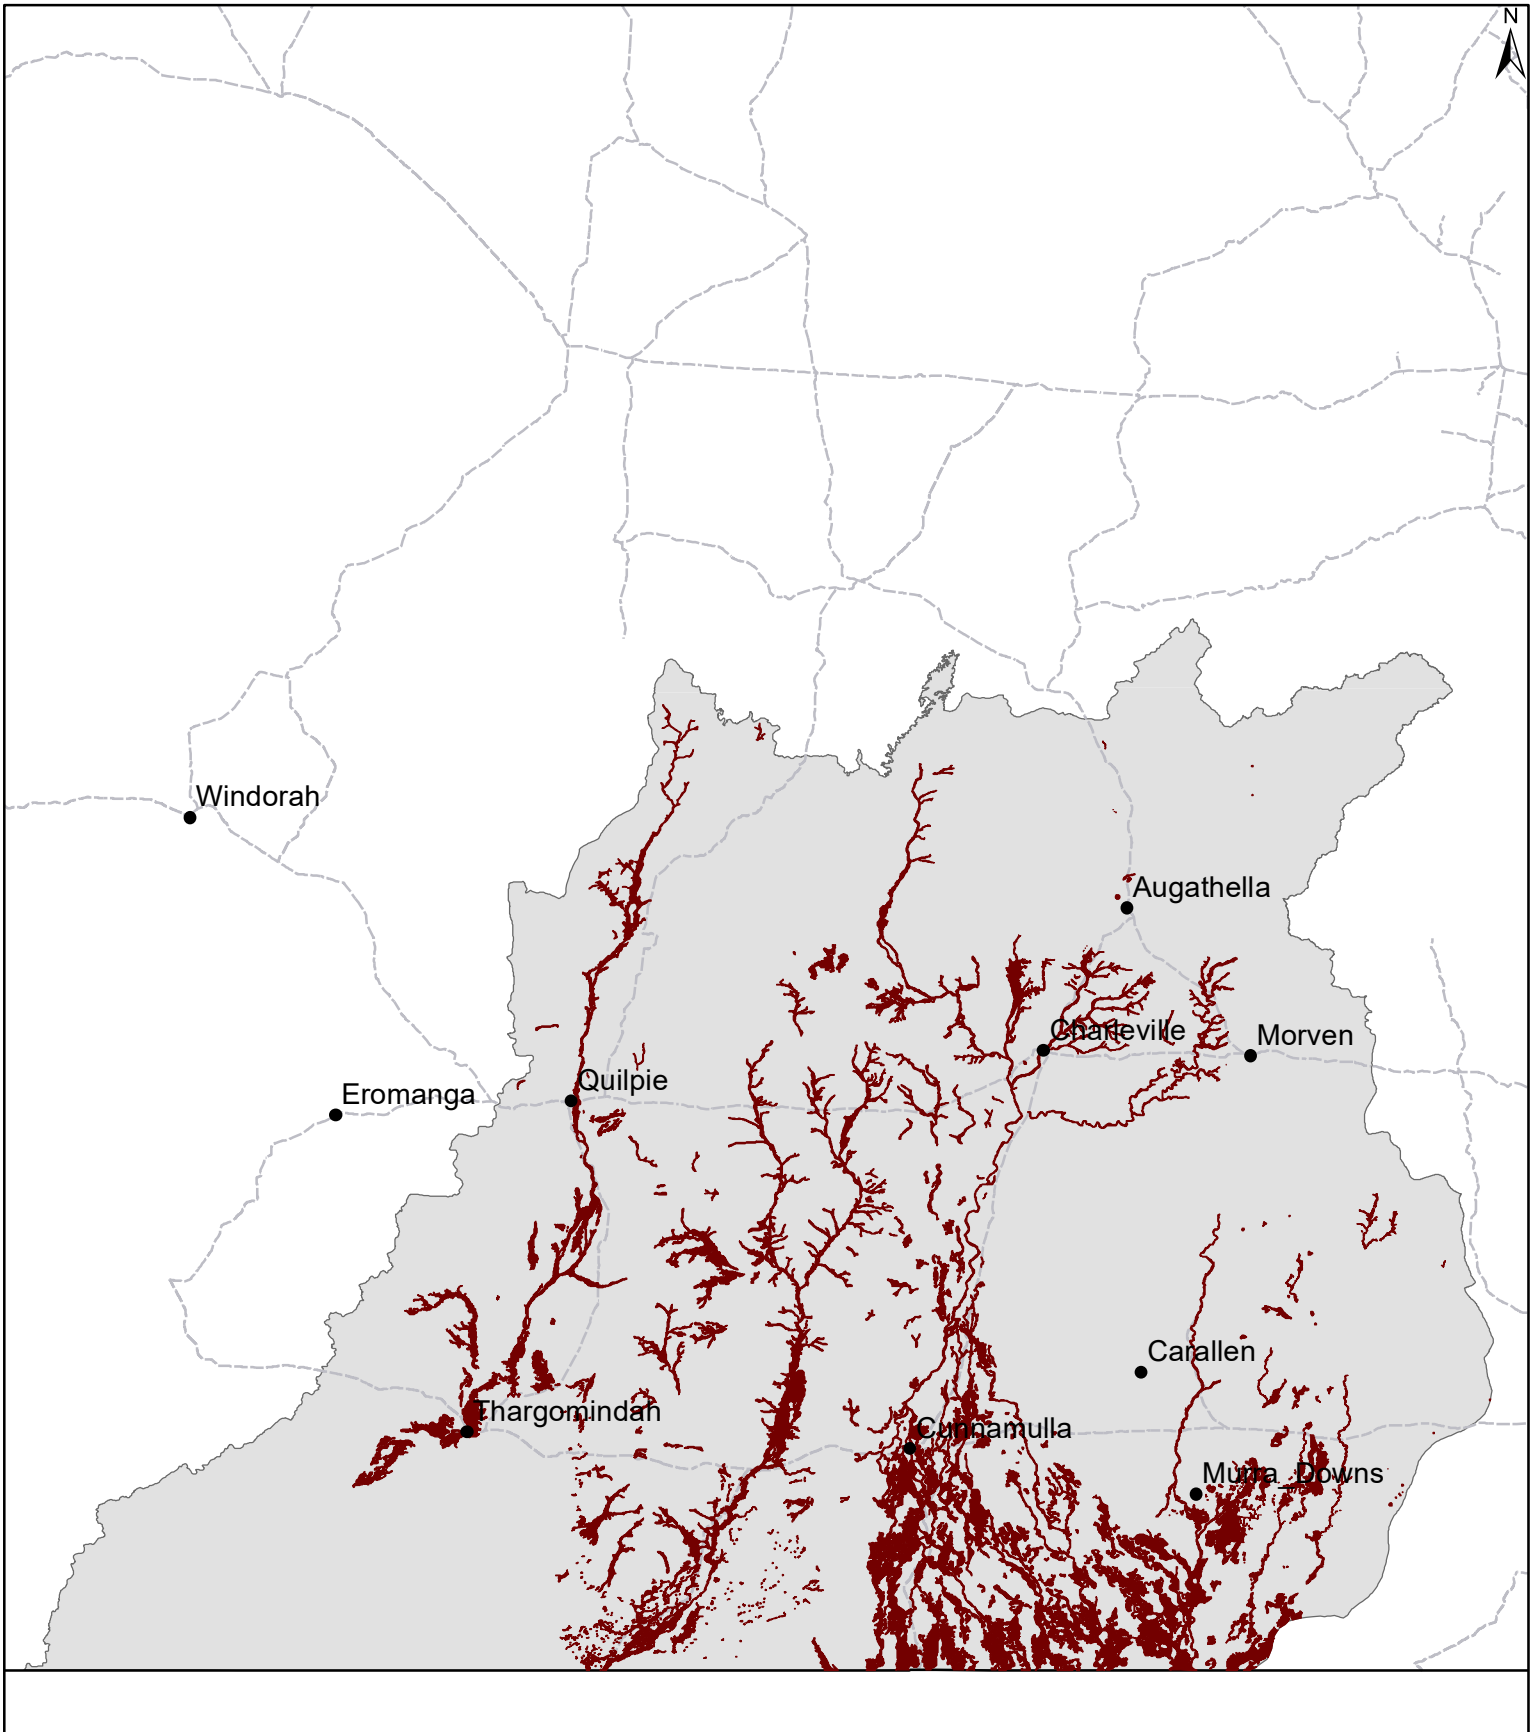 N
Windorah
Augathella
Charleville
Morven
Quilpie
Eromanga
Carallen
Thargomindah
Cunnamulla
Murra_Downs